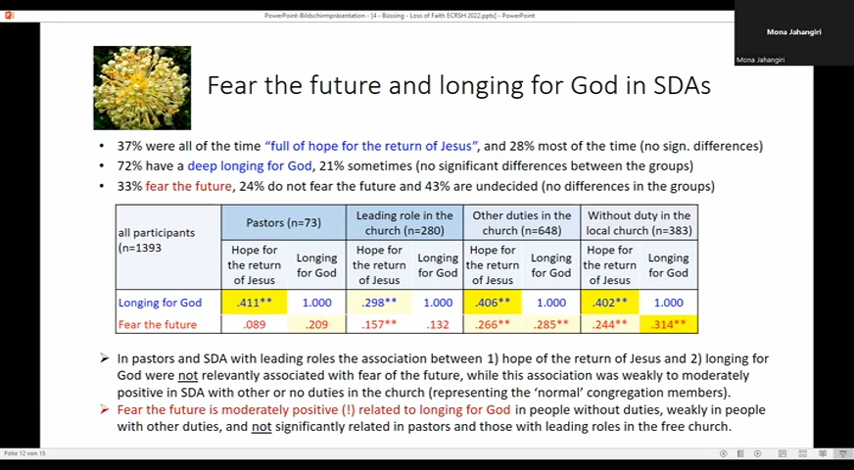 PowerPoint-Bildschirmpräsentation - [4 - Büssing - Loss of Faith ECRSH 2022.pptx] - PowerPoint
Mona Jahangiri
Mona Jahangiri
Fear the future and longing for God in SDAs
• 37% were all of the time “full of hope for the return of Jesus”, and 28% most of the time (no sign. differences)
• 72% have a deep longing for God, 21% sometimes (no significant differences between the groups)
• 33% fear the future, 24% do not fear the future and 43% are undecided (no differences in the groups)
all participants
(n=1393
Pastors (n=73)
Leading role in the
church (n=280)
Other duties in the
church (n=648)
Without duty in the
local church (n=383)
Hope for
the return
of Jesus
Longing
for God
Hope for
the return
of Jesus
Longing
for God
Hope for
the return
of Jesus
Longing
for God
Hope for
the return
of Jesus
Longing
for God
Longing for God .411** 1.000 .298** 1.000 .406** 1.000 .402** 1.000
Fear the future .089 .209 .157** .132 .266** .285** .244** .314**
➢ In pastors and SDA with leading roles the association between 1) hope of the return of Jesus and 2) longing for
God were not relevantly associated with fear of the future, while this association was weakly to moderately
positive in SDA with other or no duties in the church (representing the ‘normal’ congregation members).
➢ Fear the future is moderately positive (!) related to longing for God in people without duties, weakly in people
with other duties, and not significantly related in pastors and those with leading roles in the free church.
Folie 12 von 15